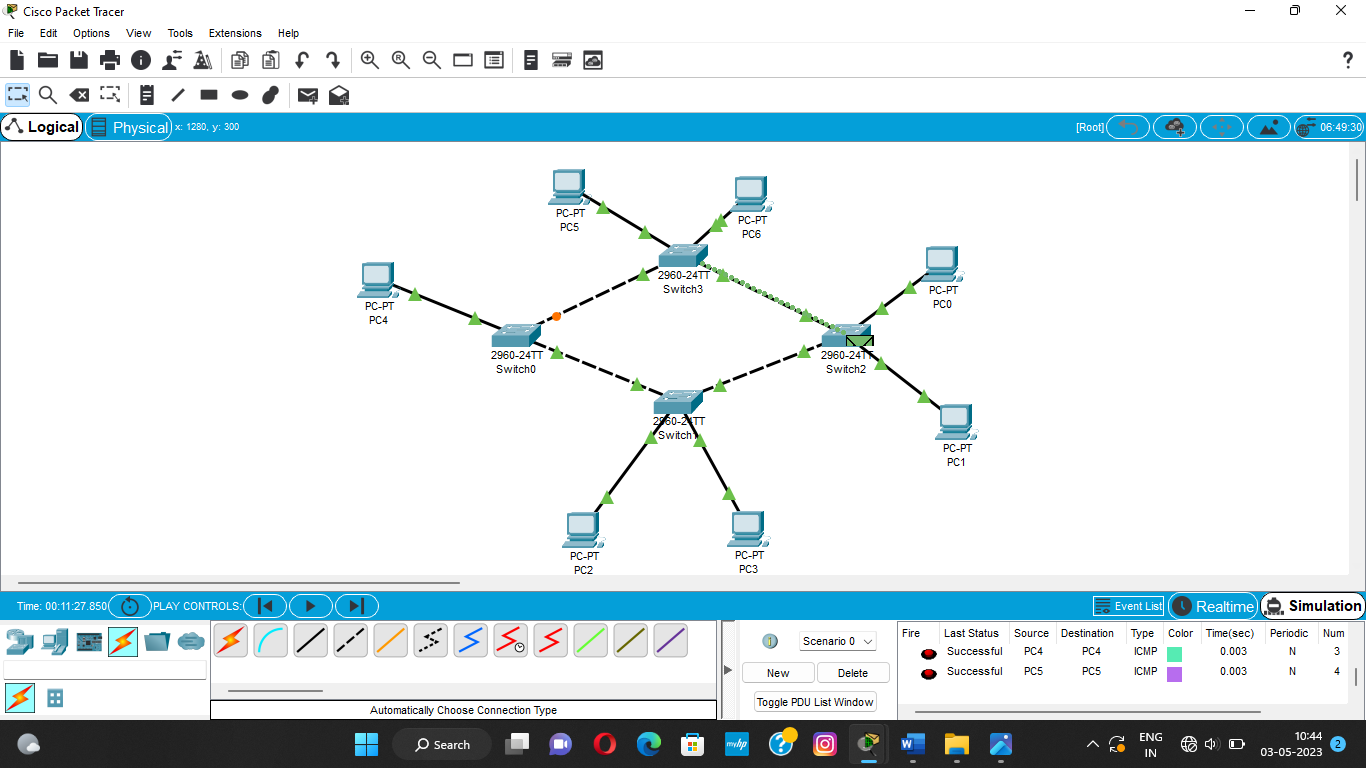 Cisco Packet Tracer
File Edit Options View Tools Extensions Help
Logical Physical x: 1280, y: 300 [Root] 06:49:30
PC-PT
PC5
PC-PT
PC6
2960-24TT
Switch3
PC-PT
PC0
PC-PT
PC4
2960-24TT
Switch0
2960-24TT
Switch2
2960-24TT
Switch1
PC-PT
PC1
PC-PT
PC2
PC-PT
PC3
Time: 00:11:27.850 PLAY CONTROLS: Event List Realtime Simulation
Scenario 0
New Delete
Toggle PDU List Window
Fire Last Status Source Destination Type Color Time(sec) Periodic Num
Successful PC4 PC4 ICMP 0.003 N 3
Successful PC5 PC5 ICMP 0.003 N 4
Automatically Choose Connection Type
Search
myhp
ENG
IN
10:44
03-05-2023
2